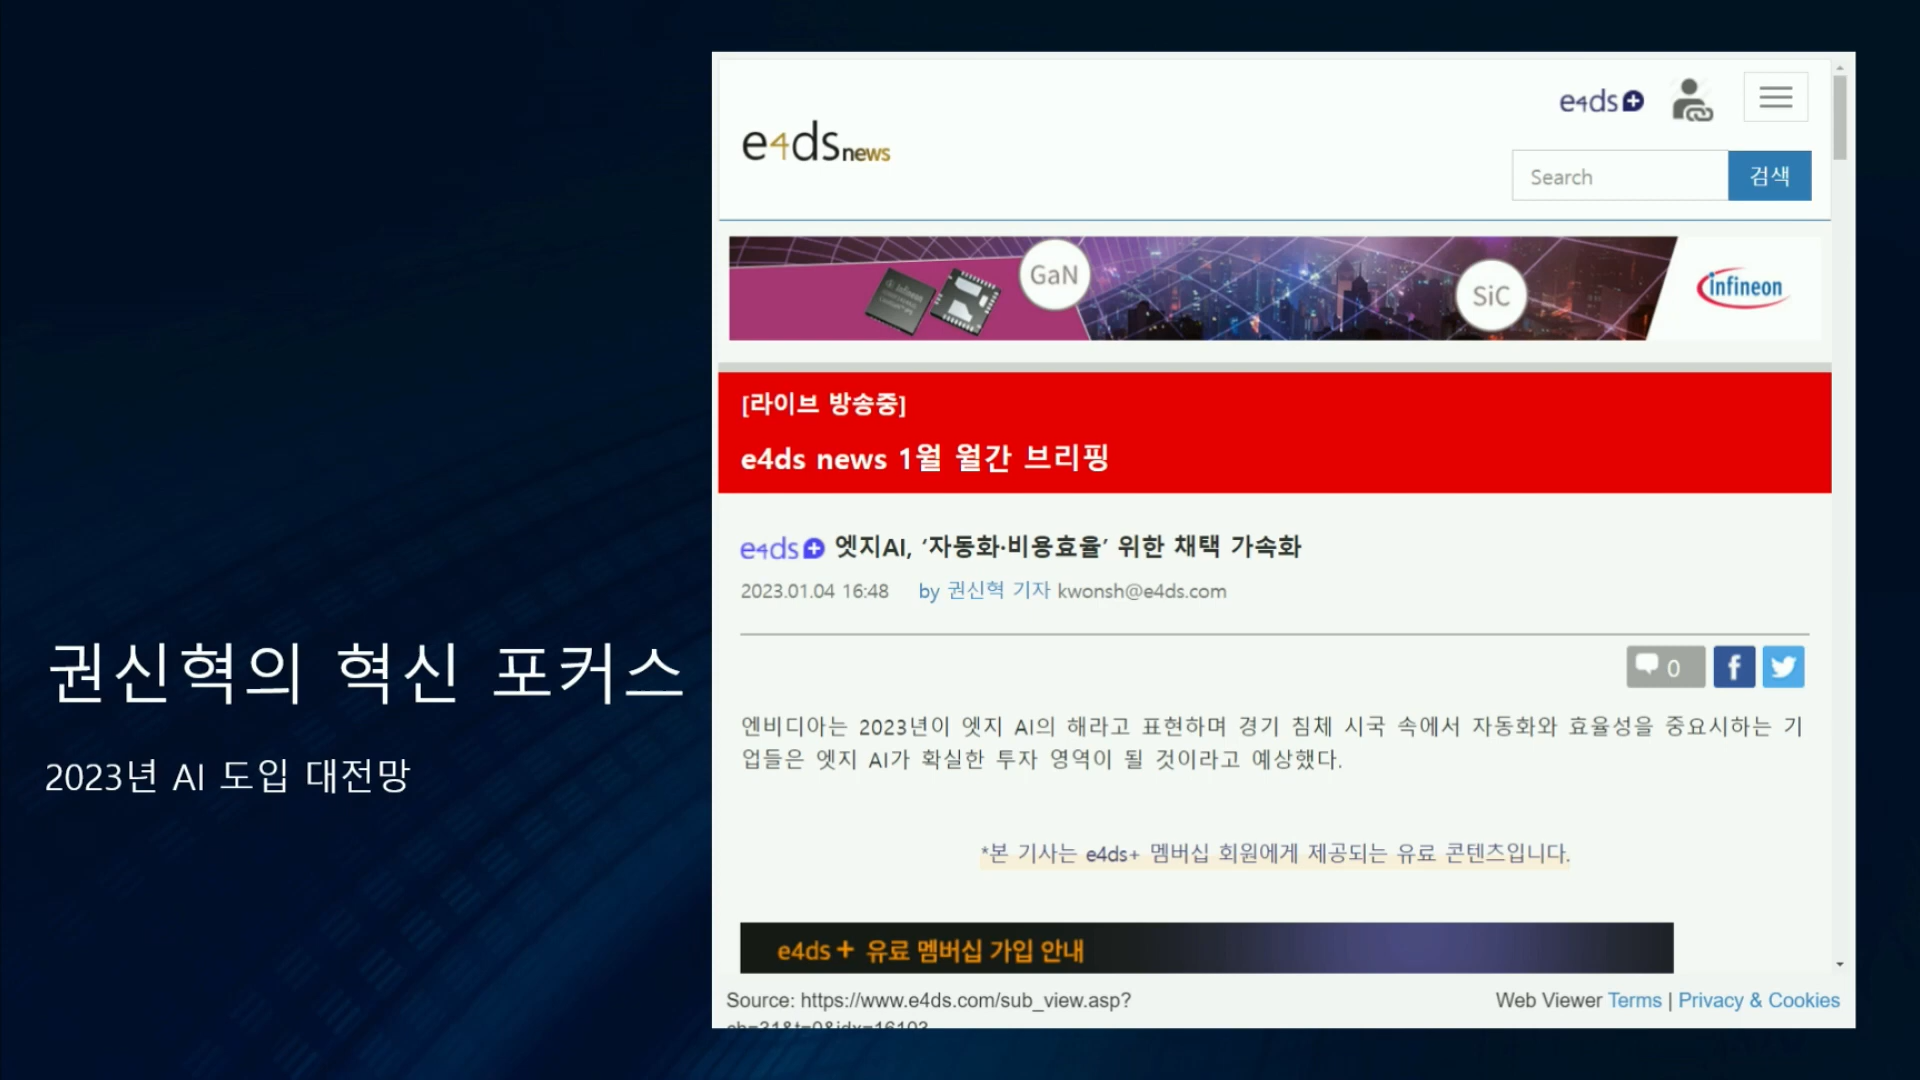 권신혁의 혁신 포커스
2023년 AI 도입 대전망
e4ds
e4ds news
Search
검색
GaN
SiC
infineon
[라이브 방송중]
e4ds news 1월 월간 브리핑
e4ds 엣지AI, ‘자동화·비용효율’ 위한 채택 가속화
2023.01.04 16:48 by 권신혁 기자 kwonsh@e4ds.com
0
엔비디아는 2023년이 엣지 AI의 해라고 표현하며 경기 침체 시국 속에서 자동화와 효율성을 중요시하는 기
업들은 엣지 AI가 확실한 투자 영역이 될 것이라고 예상했다.
*본 기사는 e4ds+ 멤버십 회원에게 제공되는 유료 콘텐츠입니다.
e4ds + 유료 멤버십 가입 안내
Source: https://www.e4ds.com/sub_view.asp?
Web Viewer Terms | Privacy & Cookies